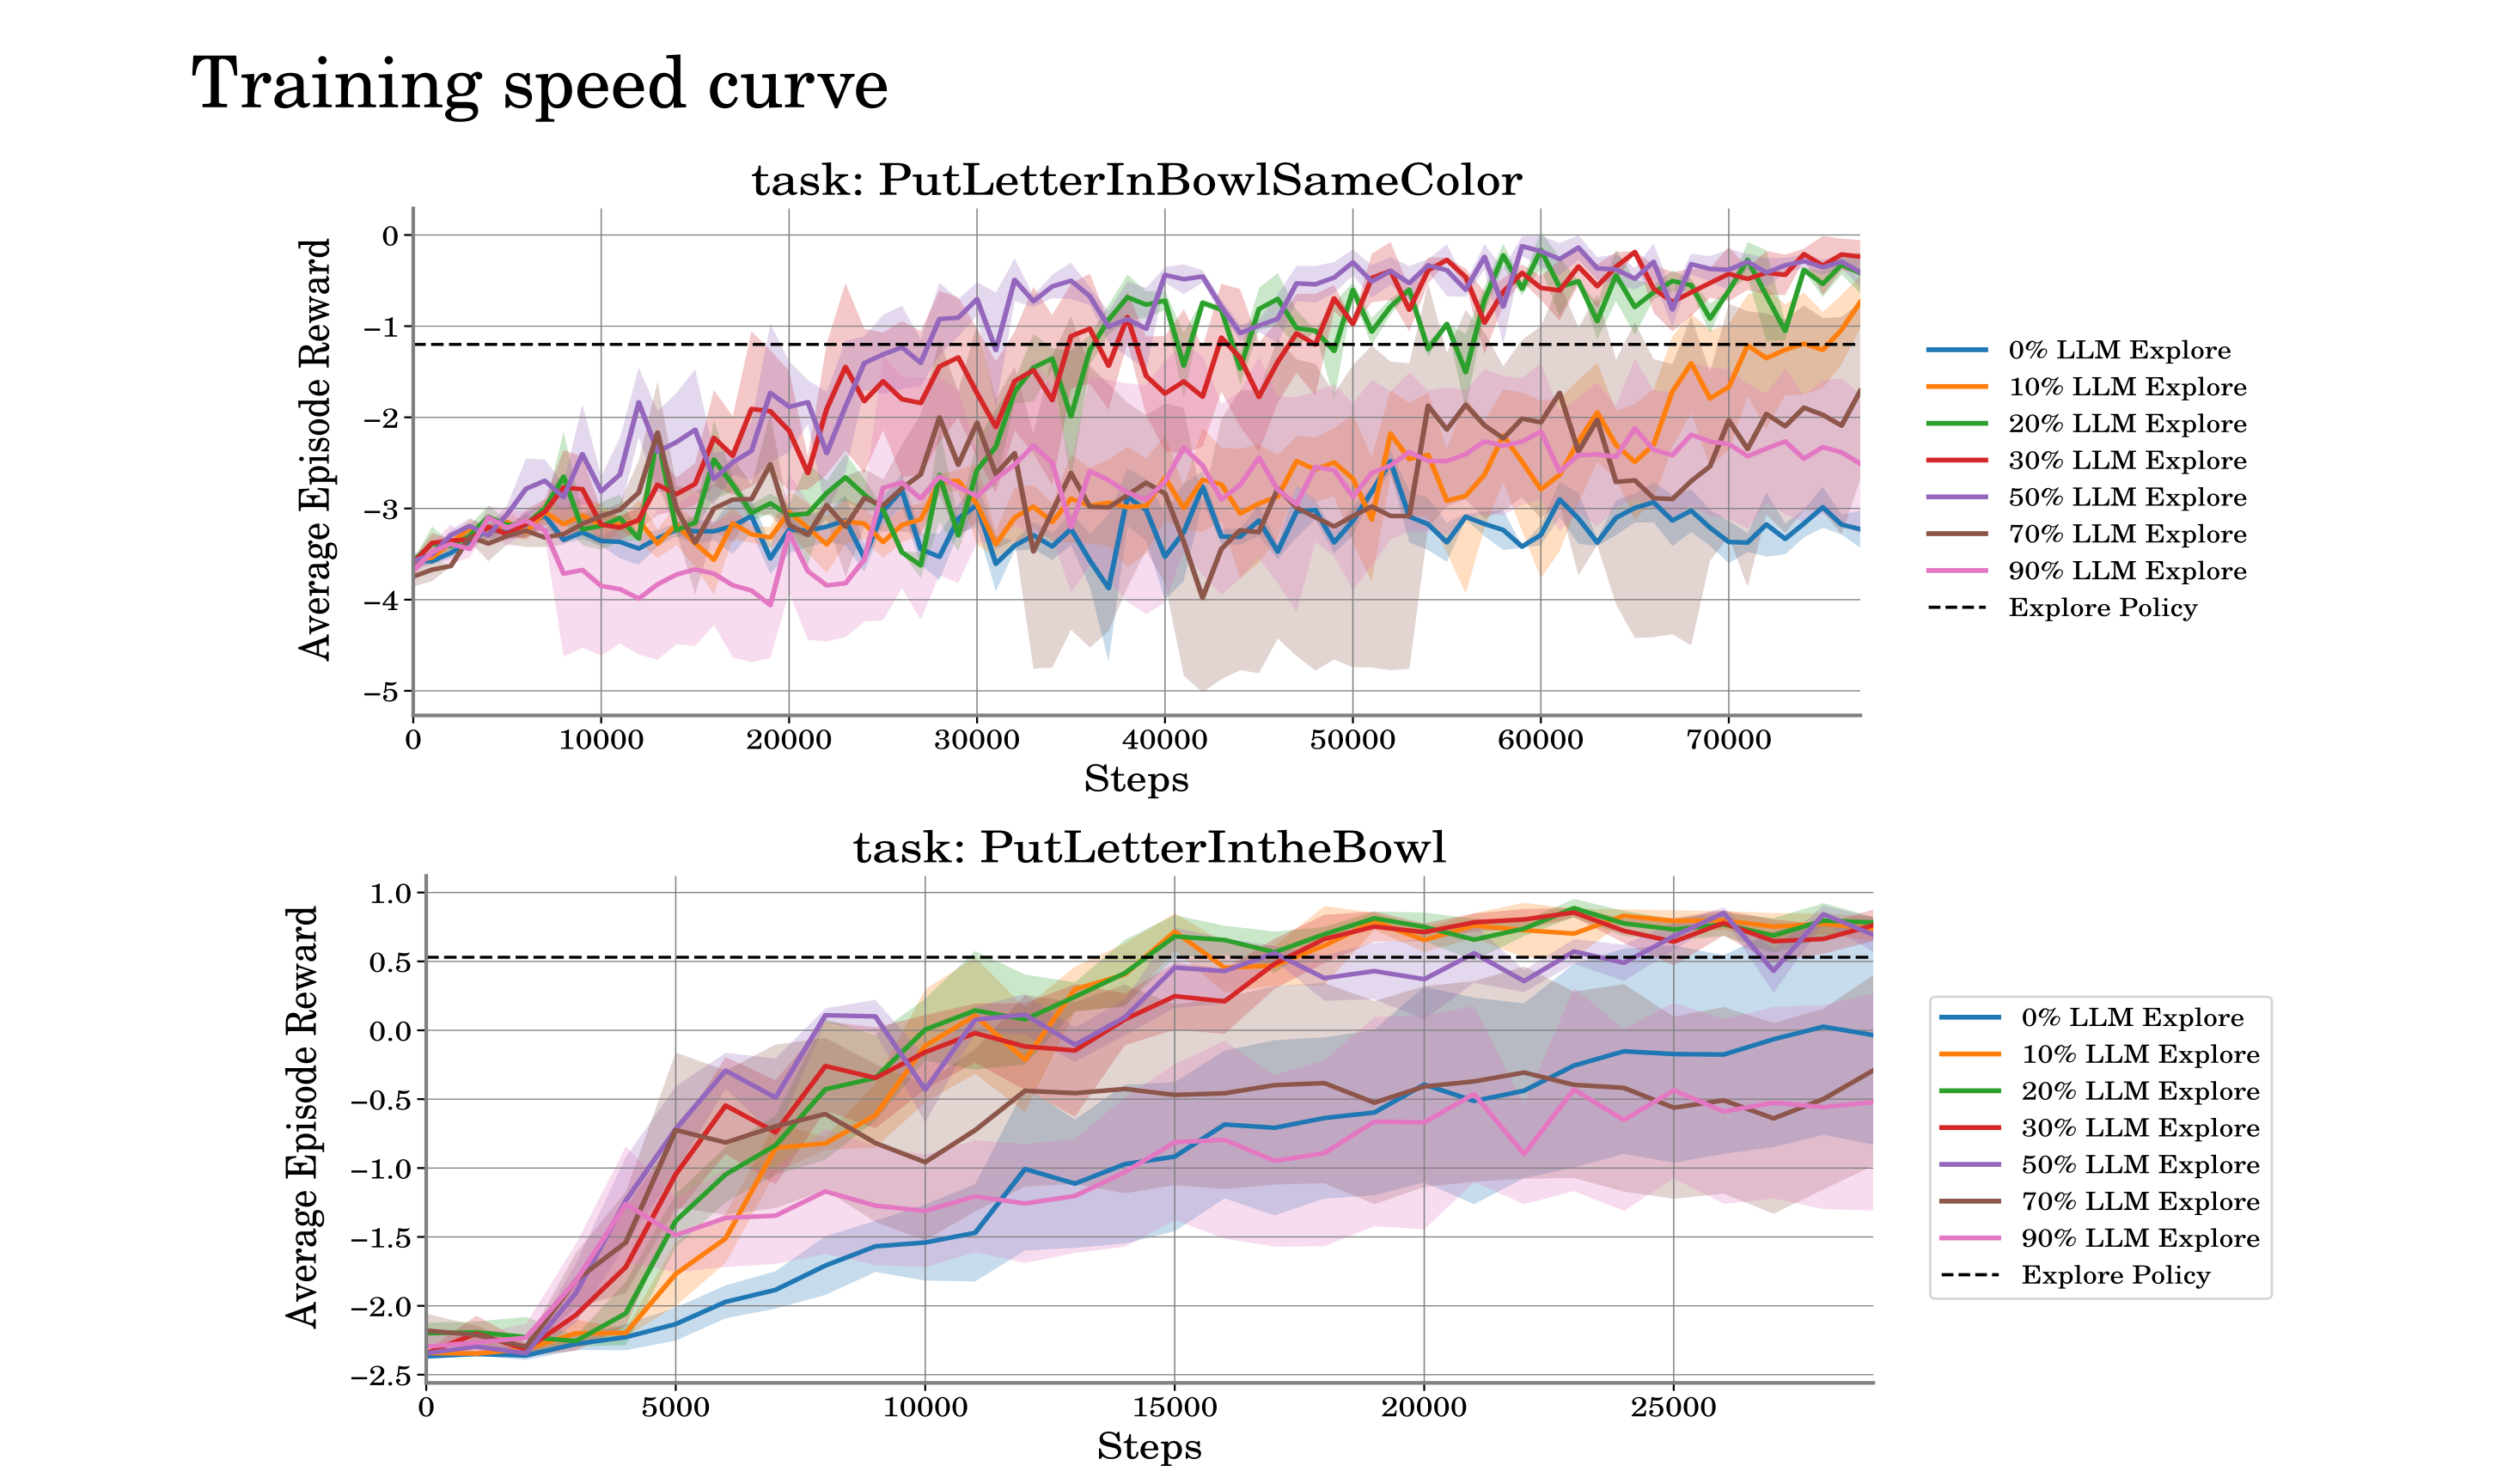 Training speed curve
task: PutLetterInBowlSameColor
Average Episode Reward
0
−1
−2
−3
−4
−5
0 10000 20000 30000 40000 50000 60000 70000
Steps
0% LLM Explore
10% LLM Explore
20% LLM Explore
30% LLM Explore
50% LLM Explore
70% LLM Explore
90% LLM Explore
Explore Policy
task: PutLetterIntheBowl
Average Episode Reward
1.0
0.5
0.0
−0.5
−1.0
−1.5
−2.0
−2.5
0 5000 10000 15000 20000 25000
Steps
0% LLM Explore
10% LLM Explore
20% LLM Explore
30% LLM Explore
50% LLM Explore
70% LLM Explore
90% LLM Explore
Explore Policy